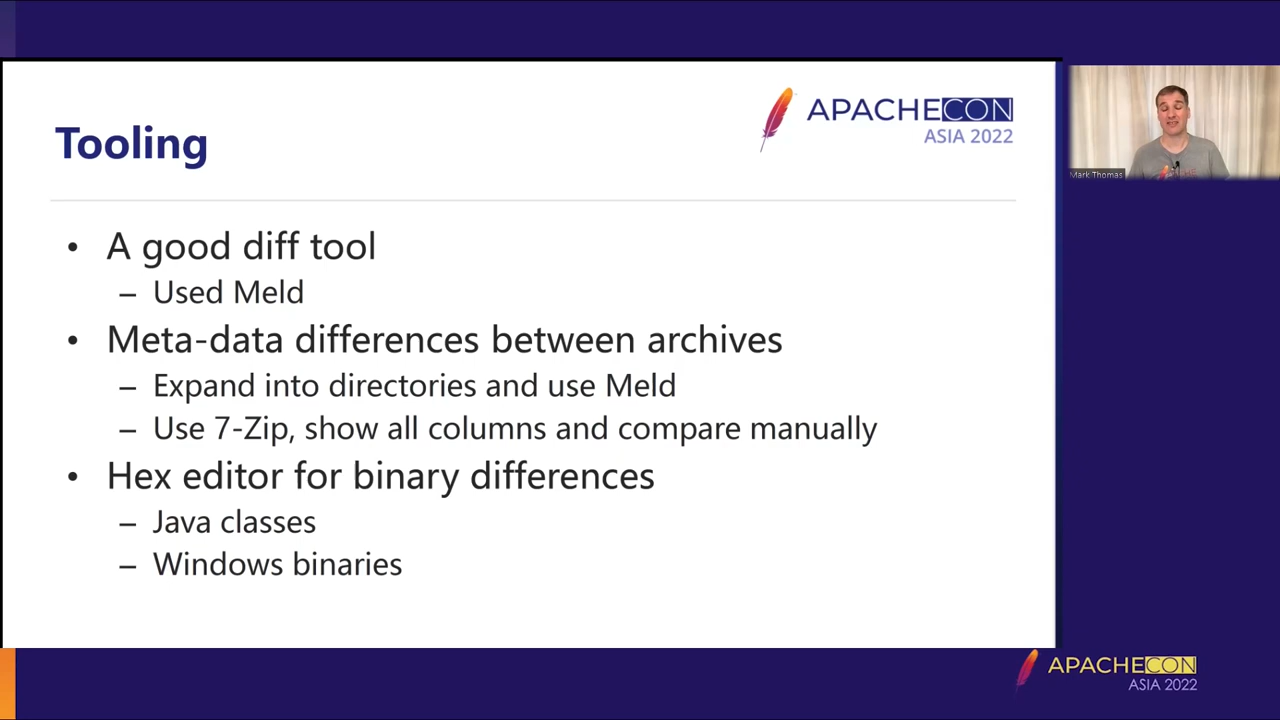 Tooling
APACHECON
ASIA 2022
• A good diff tool
– Used Meld
• Meta-data differences between archives
– Expand into directories and use Meld
– Use 7-Zip, show all columns and compare manually
• Hex editor for binary differences
– Java classes
– Windows binaries
Mark Thomas
APACHECON
ASIA 2022